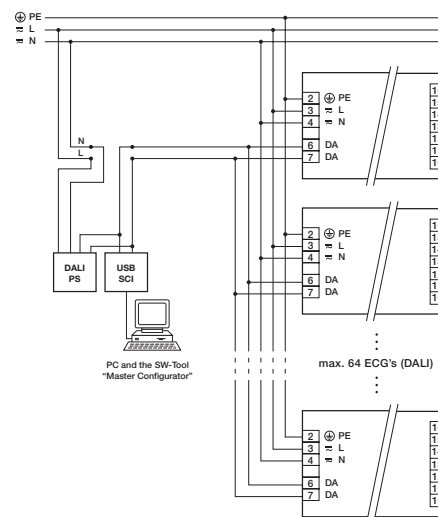 PE
≂ L
≂ N
N
L
DALI
PS
USB
SCI
PC and the SW-Tool
"Master Configurator"
2 PE
3 ≂ L
4 ≂ N
6 DA
7 DA
2 PE
3 ≂ L
4 ≂ N
6 DA
7 DA
max. 64 ECG's (DALI)
2 PE
3 ≂ L
4 ≂ N
6 DA
7 DA